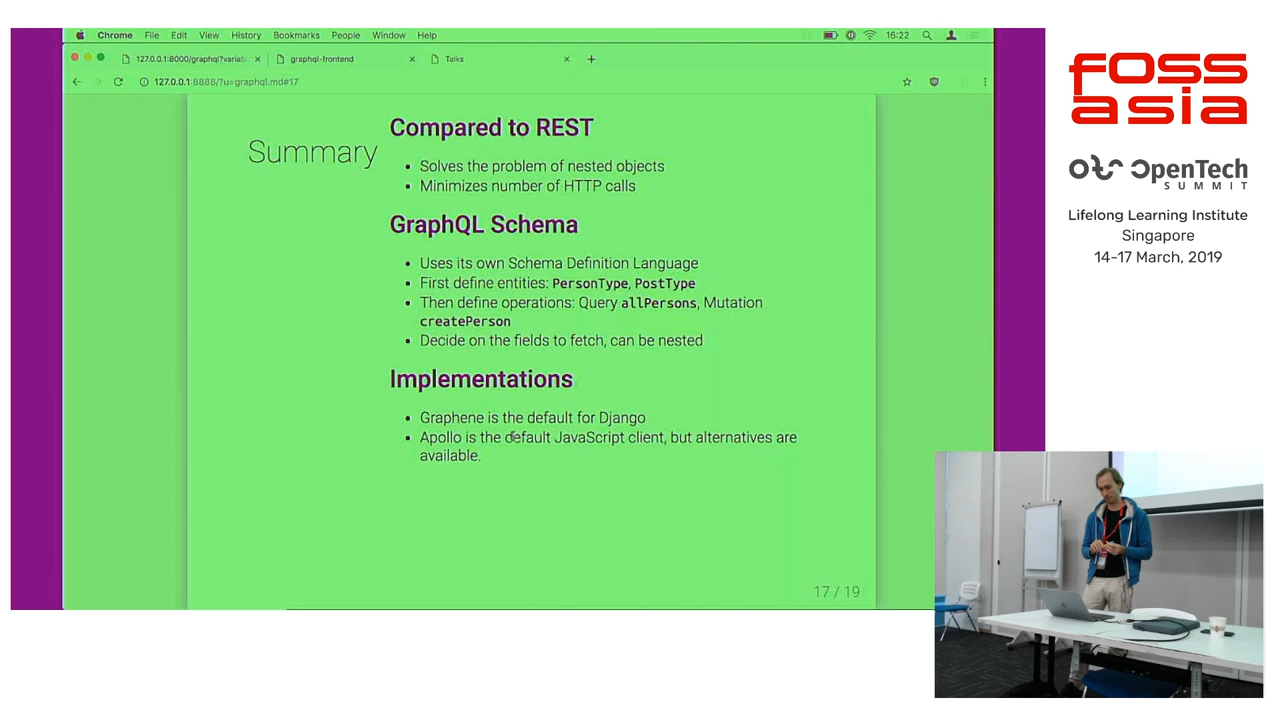 Chrome File Edit View History Bookmarks People Window Help
16:22
127.0.0.1:8000/graphql?variabl
graphql-frontend
Talks
127.0.0.1:8888/?u=graphql.md#17
Summary
Compared to REST
• Solves the problem of nested objects
• Minimizes number of HTTP calls
GraphQL Schema
• Uses its own Schema Definition Language
• First define entities: PersonType, PostType
• Then define operations: Query allPersons, Mutation
createPerson
• Decide on the fields to fetch, can be nested
Implementations
• Graphene is the default for Django
• Apollo is the default JavaScript client, but alternatives are
available.
17 / 19
fOSS
asia
OpenTech
SUMMIT
Lifelong Learning Institute
Singapore
14-17 March, 2019